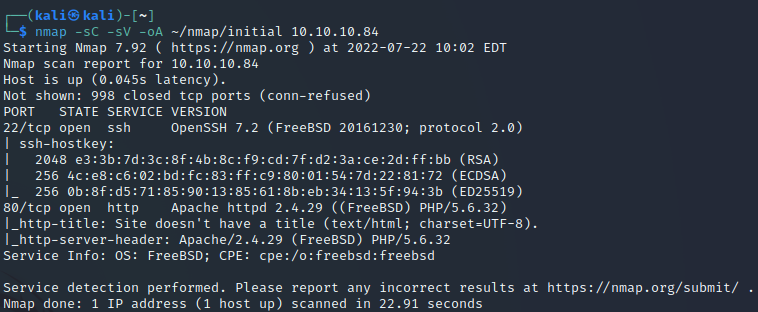 ┌──(kali㉿kali)-[~]
└─$ nmap -sC -sV -oA ~/nmap/initial 10.10.10.84
Starting Nmap 7.92 ( https://nmap.org ) at 2022-07-22 10:02 EDT
Nmap scan report for 10.10.10.84
Host is up (0.045s latency).
Not shown: 998 closed tcp ports (conn-refused)
PORT   STATE SERVICE VERSION
22/tcp open  ssh     OpenSSH 7.2 (FreeBSD 20161230; protocol 2.0)
| ssh-hostkey:
|   2048 e3:3b:7d:3c:8f:4b:8c:f9:cd:7f:d2:3a:ce:2d:ff:bb (RSA)
|   256 4c:e8:c6:02:bd:fc:83:ff:c9:80:01:54:7d:22:81:72 (ECDSA)
|_  256 0b:8f:d5:71:85:90:13:85:61:8b:eb:34:13:5f:94:3b (ED25519)
80/tcp open  http    Apache httpd 2.4.29 ((FreeBSD) PHP/5.6.32)
|_http-title: Site doesn't have a title (text/html; charset=UTF-8).
|_http-server-header: Apache/2.4.29 (FreeBSD) PHP/5.6.32
Service Info: OS: FreeBSD; CPE: cpe:/o:freebsd:freebsd

Service detection performed. Please report any incorrect results at https://nmap.org/submit/ .
Nmap done: 1 IP address (1 host up) scanned in 22.91 seconds